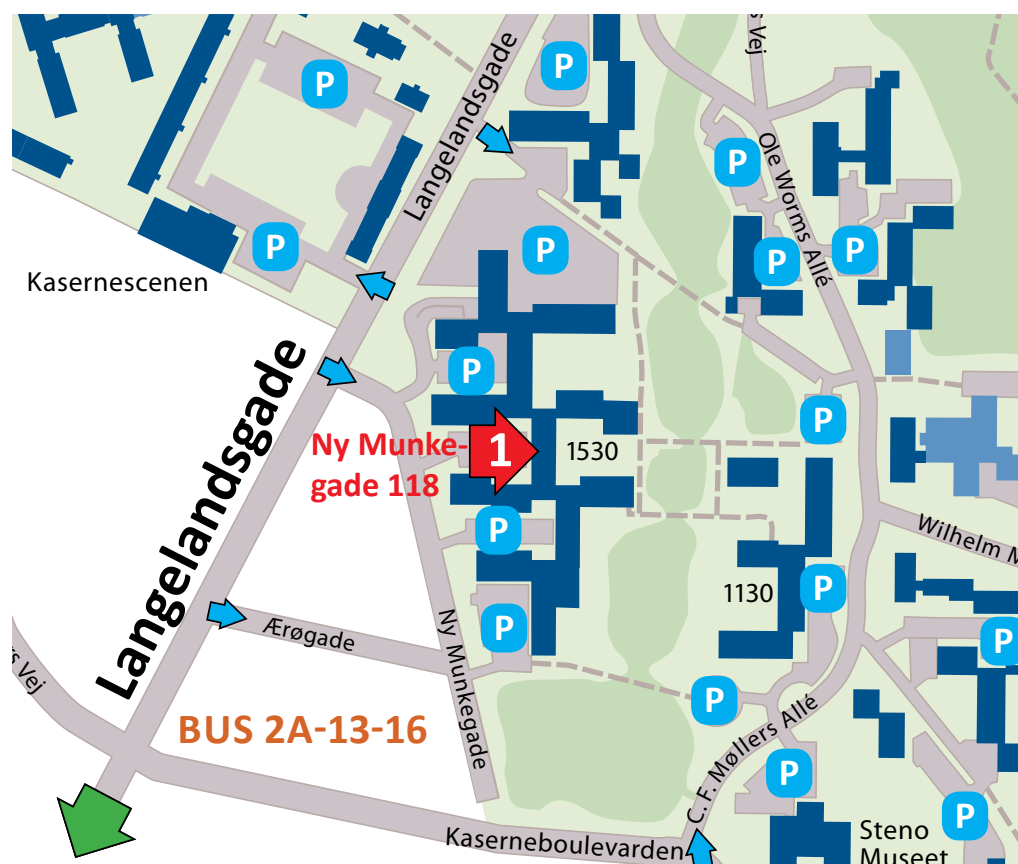 P
P
s Vej
Langelandsgade
P
Ole Worms Allé
P
P
P
P
Kasernescenen
P
Langelandsgade
P
Ny Munke-
gade 118
1
1530
P
P
Wilhelm M
1130
P
Ærøgade
P
Ny Munkegade
P
rs Vej
BUS 2A-13-16
P
C. F. Møllers Allé
P
P
Kaserneboulevarden
Steno
Museet